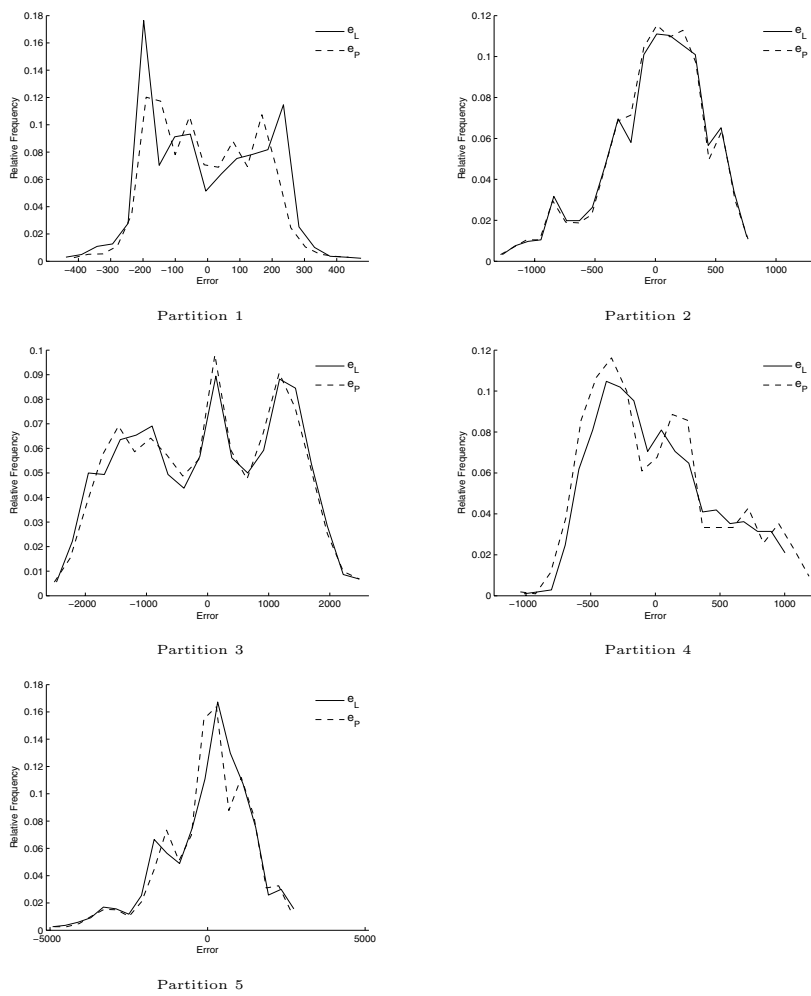 0.18
0.16
0.14
0.12
0.1
0.08
0.06
0.04
0.02
0
Relative Frequency
−400 −300 −200 −100 0 100 200 300 400
Error
e_L
e_P
Partition 1
0.12
0.1
0.08
0.06
0.04
0.02
0
Relative Frequency
−1000 −500 0 500 1000
Error
e_L
e_P
Partition 2
0.1
0.09
0.08
0.07
0.06
0.05
0.04
0.03
0.02
0.01
0
Relative Frequency
−2000 −1000 0 1000 2000
Error
e_L
e_P
Partition 3
0.12
0.1
0.08
0.06
0.04
0.02
0
Relative Frequency
−1000 −500 0 500 1000
Error
e_L
e_P
Partition 4
0.18
0.16
0.14
0.12
0.1
0.08
0.06
0.04
0.02
0
Relative Frequency
−5000 0 5000
Error
e_L
e_P
Partition 5